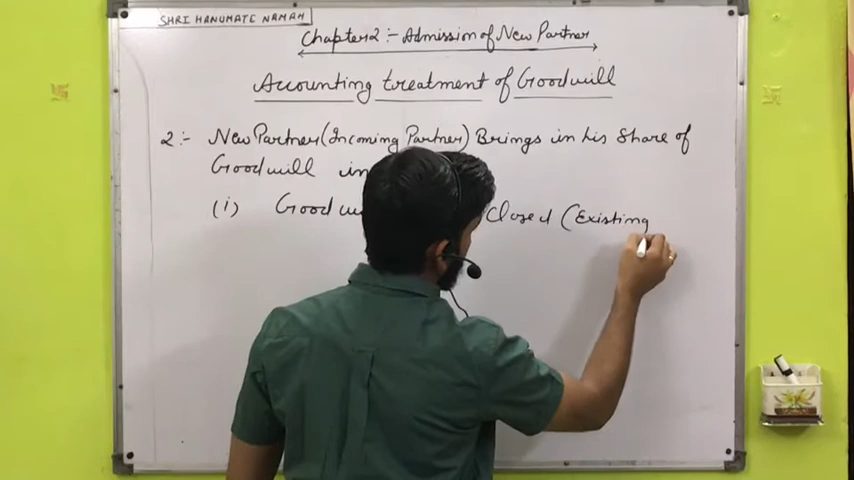 SHRI HANUMATE NAMAH
Chapter 2 :- Admission of New Partner
Accounting treatment of Goodwill
2:- New Partner (Incoming Partner) Brings in his Share of
Goodwill in
(i) Closed (Existing